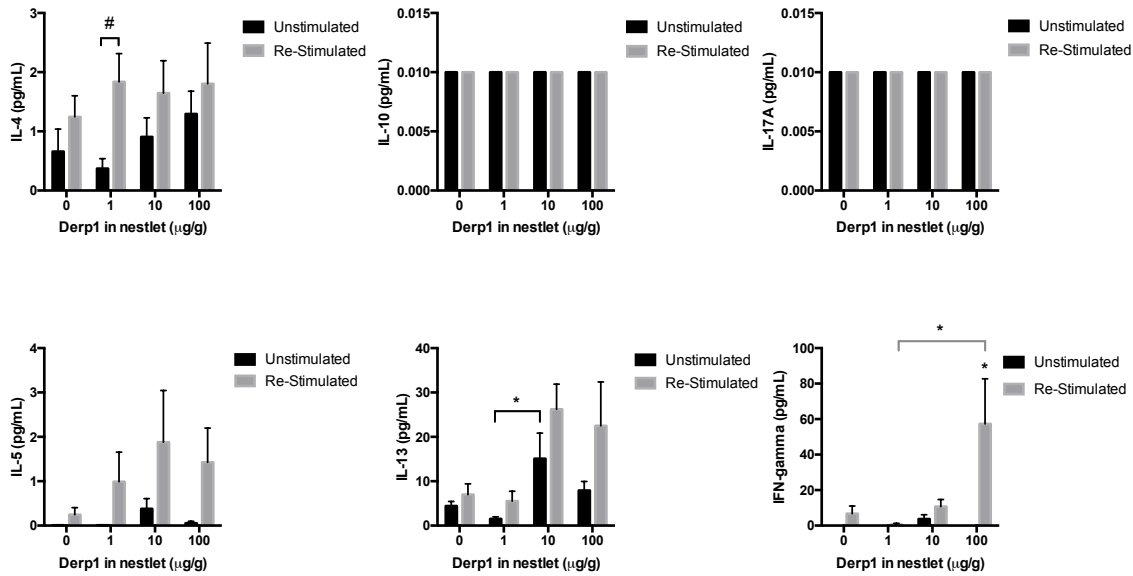 #
Unstimulated
Re-Stimulated
IL-4 (pg/mL)
4
3
2
1
0
0 1 10 100
Derp1 in nestlet (μg/g)
Unstimulated
Re-Stimulated
IL-10 (pg/mL)
0.015
0.010
0.005
0.000
0 1 10 100
Derp1 in nestlet (μg/g)
Unstimulated
Re-Stimulated
IL-17A (pg/mL)
0.015
0.010
0.005
0.000
0 1 10 100
Derp1 in nestlet (μg/g)
Unstimulated
Re-Stimulated
IL-5 (pg/mL)
4
3
2
1
0
0 1 10 100
Derp1 in nestlet (μg/g)
*
Unstimulated
Re-Stimulated
IL-13 (pg/mL)
40
30
20
10
0
0 1 10 100
Derp1 in nestlet (μg/g)
*
*
Unstimulated
Re-Stimulated
IFN-gamma (pg/mL)
100
80
60
40
20
0
0 1 10 100
Derp1 in nestlet (μg/g)